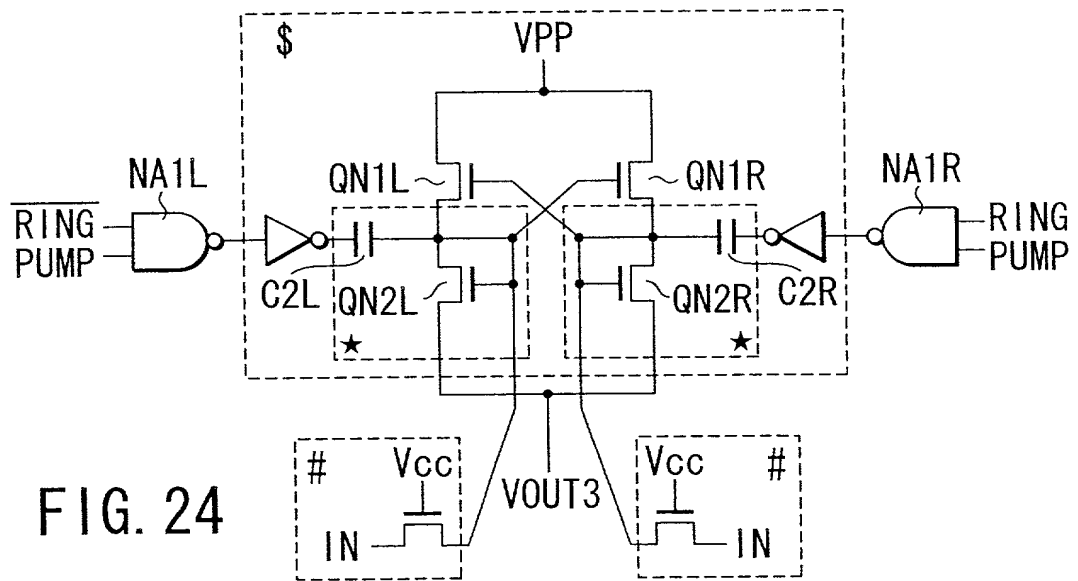 $
VPP
NA1L
QN1L
QN1R
NA1R
R̅I̅N̅G̅
PUMP
RING
PUMP
C2L
QN2L
QN2R
C2R
★
★
#
Vcc
IN
VOUT3
Vcc
#
IN
FIG. 24